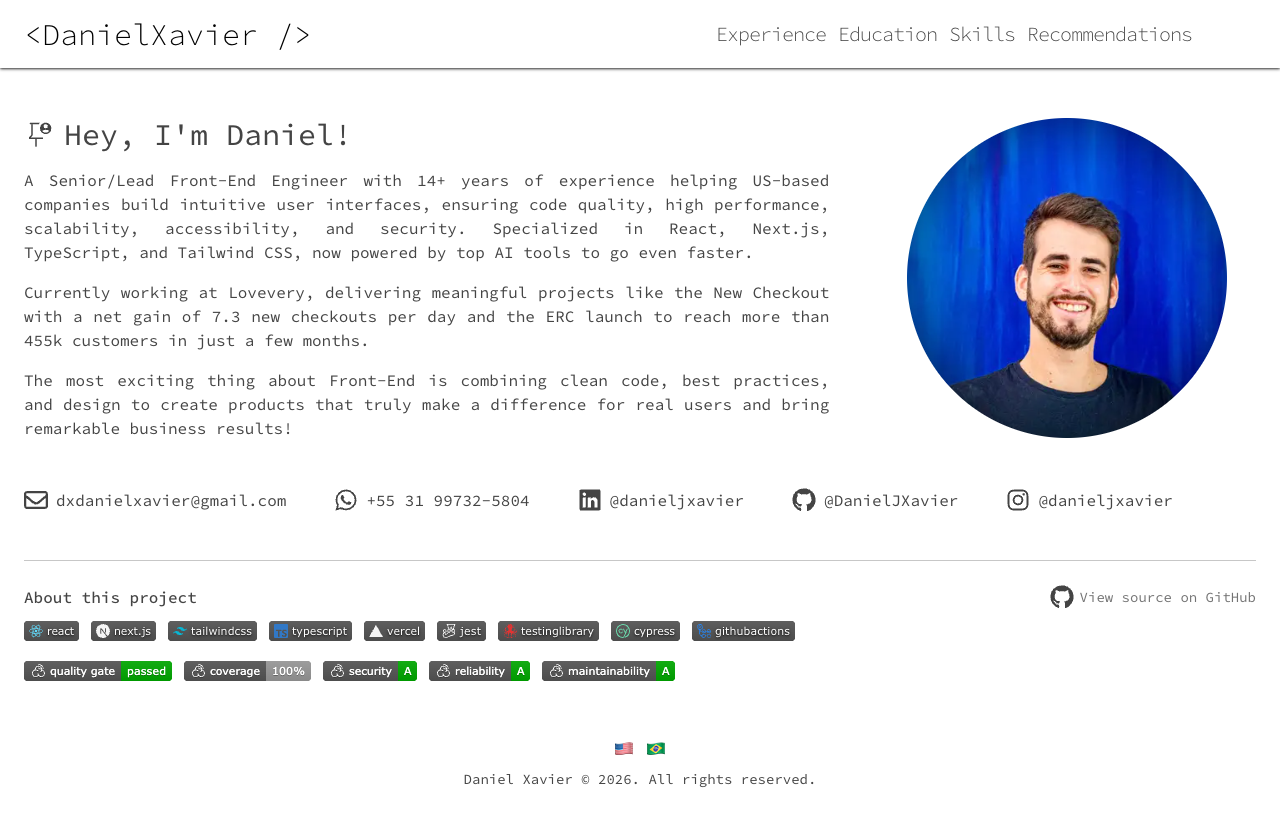 <DanielXavier />
Experience Education Skills Recommendations
Hey, I'm Daniel!
A Senior/Lead Front-End Engineer with 14+ years of experience helping US-based
companies build intuitive user interfaces, ensuring code quality, high performance,
scalability, accessibility, and security. Specialized in React, Next.js,
TypeScript, and Tailwind CSS, now powered by top AI tools to go even faster.
Currently working at Lovevery, delivering meaningful projects like the New Checkout
with a net gain of 7.3 new checkouts per day and the ERC launch to reach more than
455k customers in just a few months.
The most exciting thing about Front-End is combining clean code, best practices,
and design to create products that truly make a difference for real users and bring
remarkable business results!
dxdanielxavier@gmail.com +55 31 99732-5804 @danieljxavier @DanielJXavier @danieljxavier
About this project
View source on GitHub
react next.js tailwindcss typescript vercel jest testinglibrary cypress githubactions
quality gate passed coverage 100% security A reliability A maintainability A
Daniel Xavier © 2026. All rights reserved.